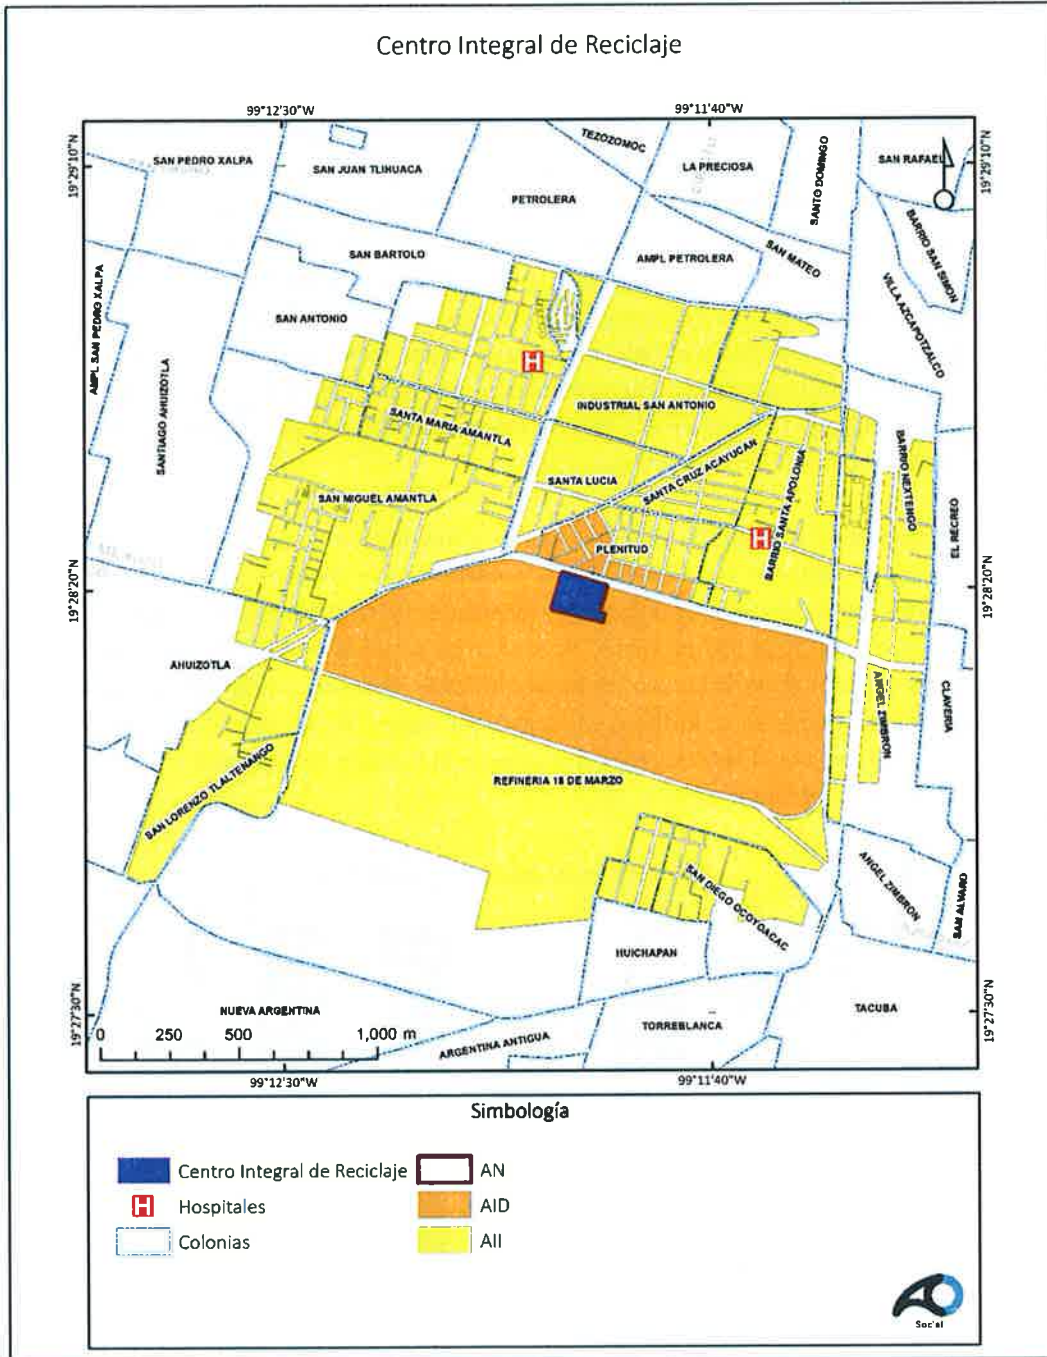 Centro Integral de Reciclaje
99°12'30"W
99°11'40"W
19°29'10"N
19°29'10"N
SAN PEDRO XALPA
SAN JUAN TLIHUACA
TEZOZOMOC
LA PRECIOSA
SANTO DOMINGO
SAN RAFAEL
PETROLERA
BARRIO SAN SIMON
SAN BARTOLO
AMPL PETROLERA
SAN MATEO
AMPL SAN PEDRO XALPA
SAN ANTONIO
VILLA AZCAPOTZALCO
SANTIAGO AHUIZOTLA
H
SANTA MARIA AMANTLA
INDUSTRIAL SAN ANTONIO
SANTA CRUZ ACAYUCAN
BARRIO NEXTENGO
SANTA LUCIA
BARRIO SANTA APOLONIA
SAN MIGUEL AMANTLA
EL RECREO
H
PLENITUD
19°28'20"N
19°28'20"N
AHUIZOTLA
ANGEL ZIMBRON
CLAVERIA
SAN LORENZO TLALTENANGO
REFINERIA 18 DE MARZO
SAN DIEGO OCOYOACAC
ANGEL ZIMBRON
SAN ALVARO
HUICHAPAN
19°27'30"N
19°27'30"N
NUEVA ARGENTINA
TACUBA
TORREBLANCA
ARGENTINA ANTIGUA
0 250 500 1,000 m
99°12'30"W
99°11'40"W
Simbología
Centro Integral de Reciclaje
AN
H Hospitales
AID
Colonias
AII
Social